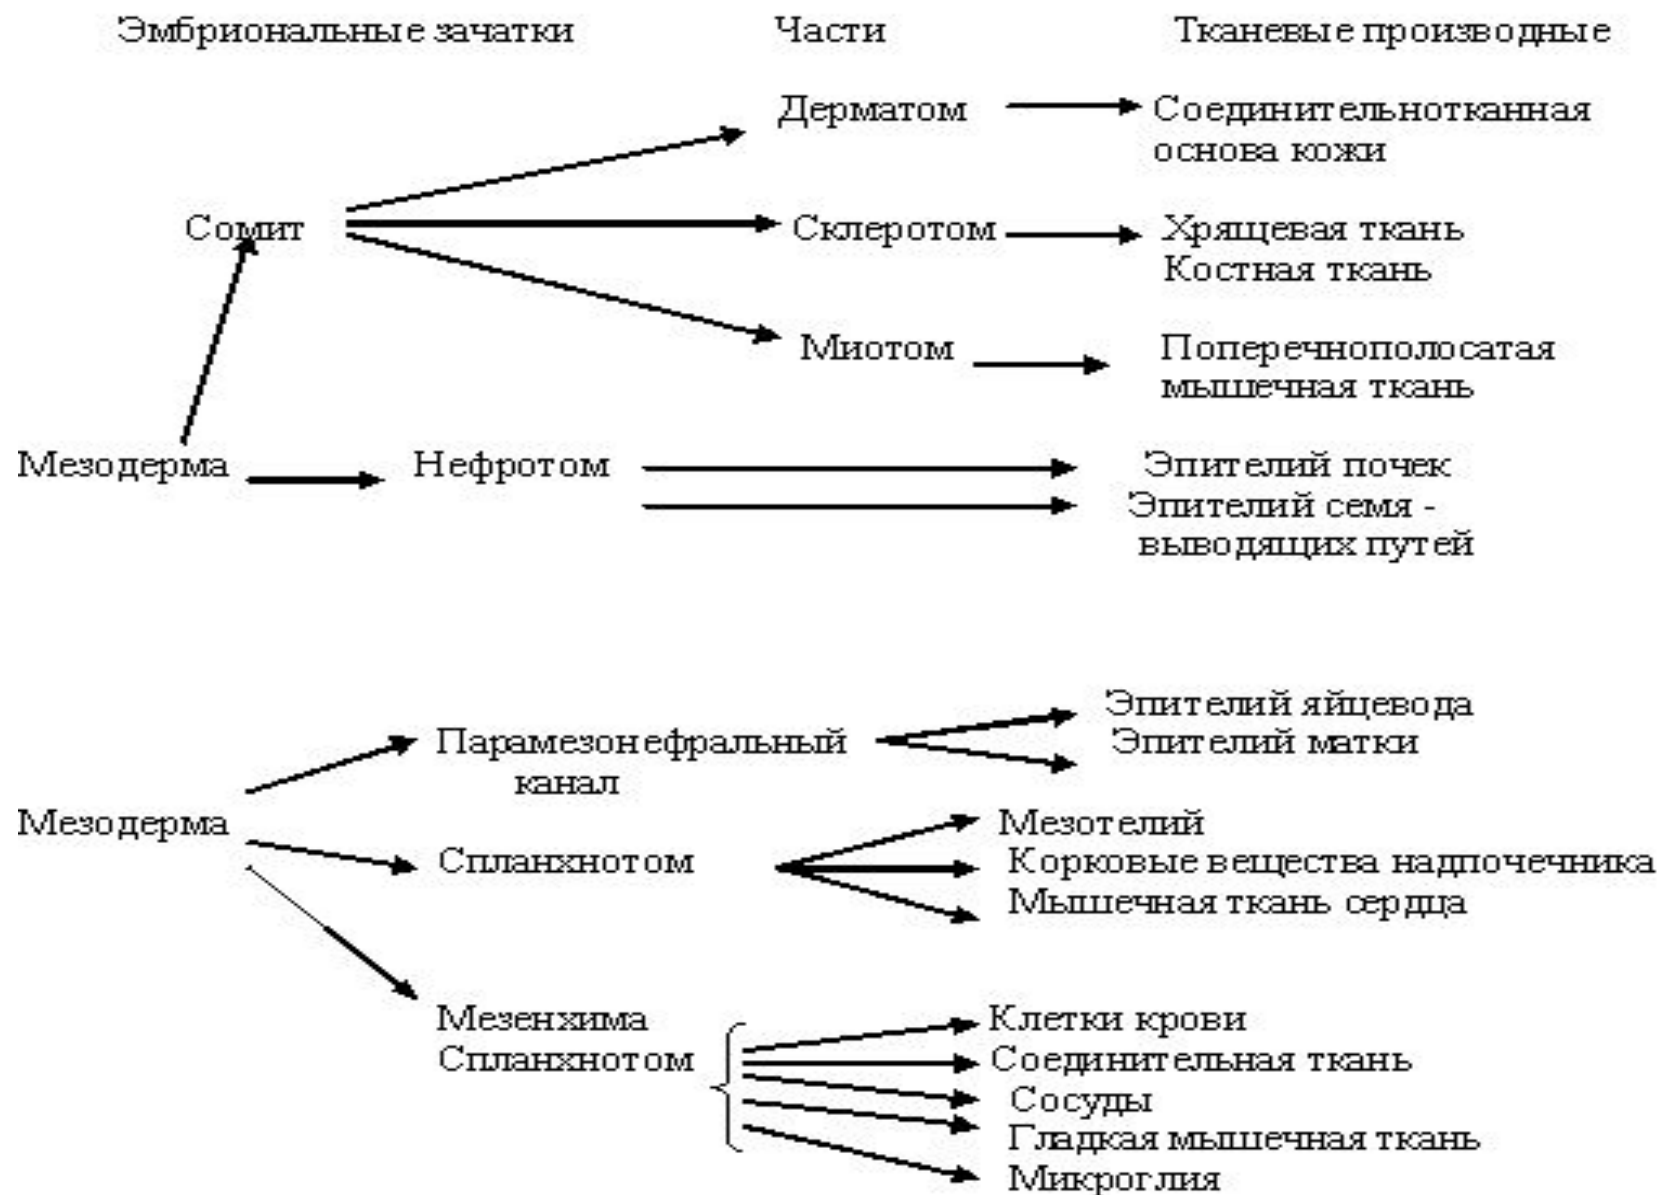 Эмбриональные зачатки Части Тканевые производные
Дерматом Соединительнотканная
основа кожи
Сомит Склеротом Хрящевая ткань
Костная ткань
Миотом Поперечнополосатая
мышечная ткань
Мезодерма Нефротом Эпителий почек
Эпителий семя -
выводящих путей
Эпителий яйцевода
Парамезонефральный Эпителий матки
канал
Мезодерма Мезотелий
Спланхнотом Корковые вещества надпочечника
Мышечная ткань сердца
Мезенхима Клетки крови
Спланхнотом Соединительная ткань
Сосуды
Гладкая мышечная ткань
Микроглия